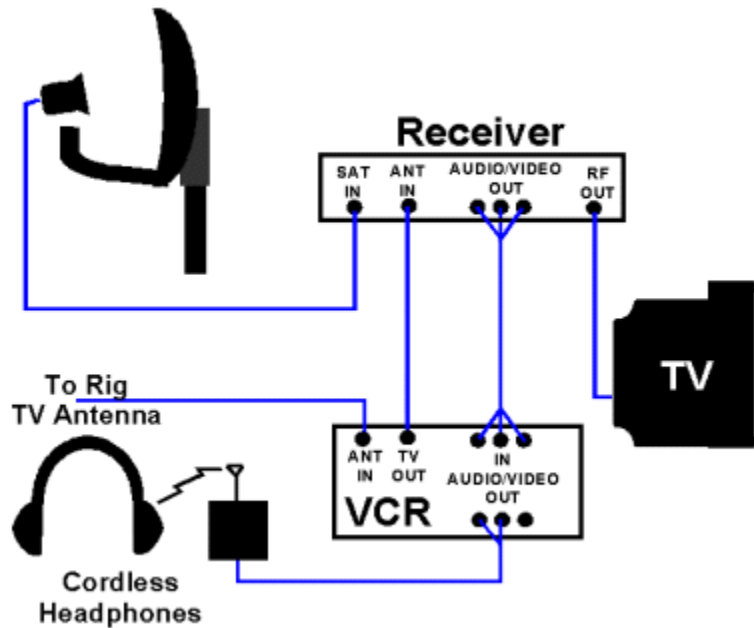 Receiver
SAT IN
ANT IN
AUDIO/VIDEO OUT
RF OUT
TV
To Rig
TV Antenna
ANT IN
TV OUT
IN
AUDIO/VIDEO
OUT
VCR
Cordless
Headphones